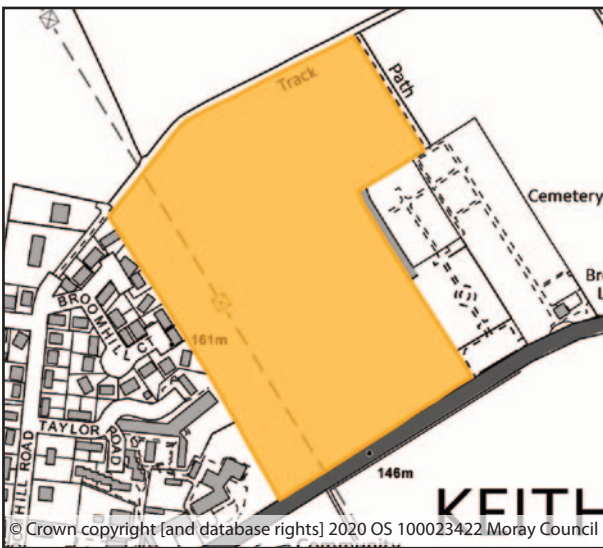 Track
Path
Cemetery
BROOMHILL CT
161m
TAYLOR ROAD
HILL ROAD
146m
KEITH
© Crown copyright [and database rights] 2020 OS 100023422 Moray Council